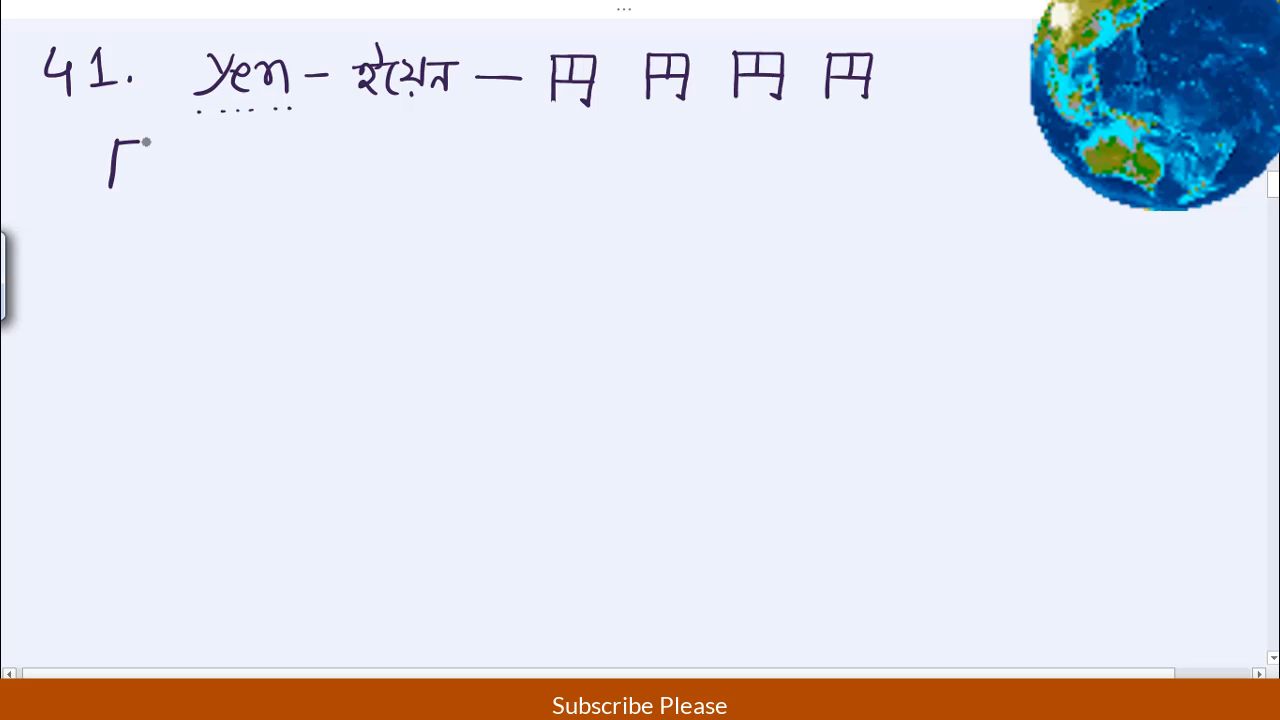 41. yen - ইয়েন — 円 円 円 円
Subscribe Please